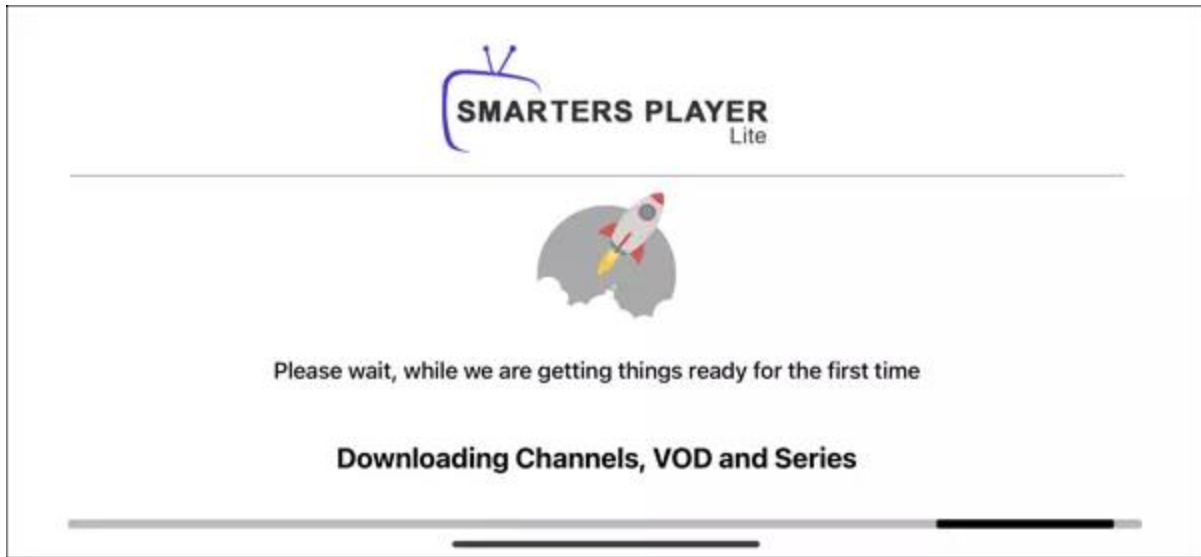 SMARTERS PLAYER
Lite
Please wait, while we are getting things ready for the first time
Downloading Channels, VOD and Series